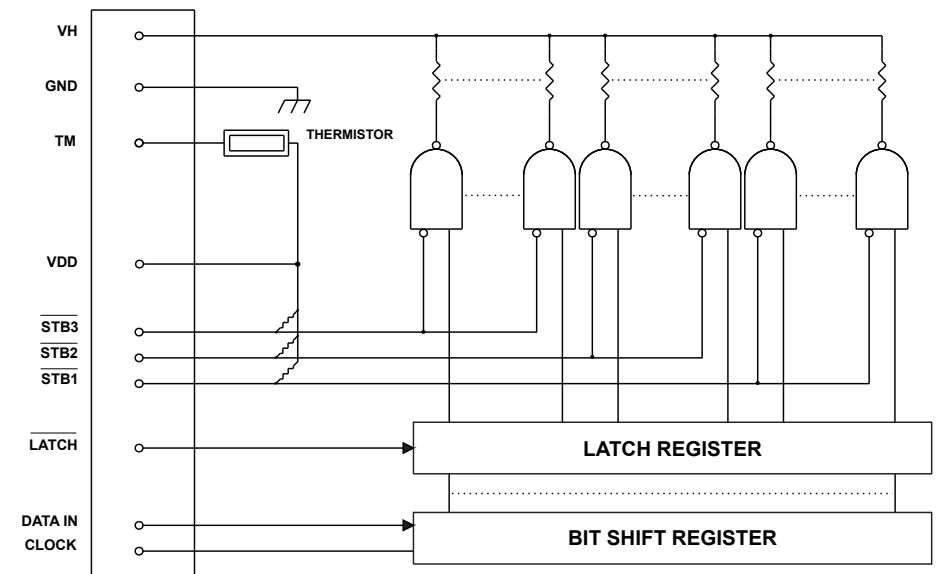 VH
GND
TM
THERMISTOR
VDD
STB3
STB2
STB1
LATCH
LATCH REGISTER
DATA IN
CLOCK
BIT SHIFT REGISTER